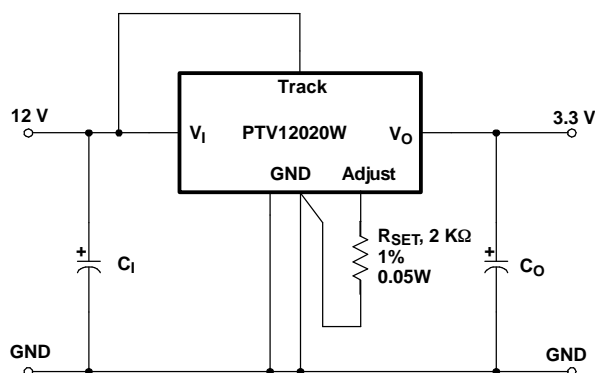 Track
12 V
3.3 V
VI
PTV12020W
VO
GND
Adjust
RSET, 2 KΩ
1%
0.05W
+
CI
+
CO
GND
GND